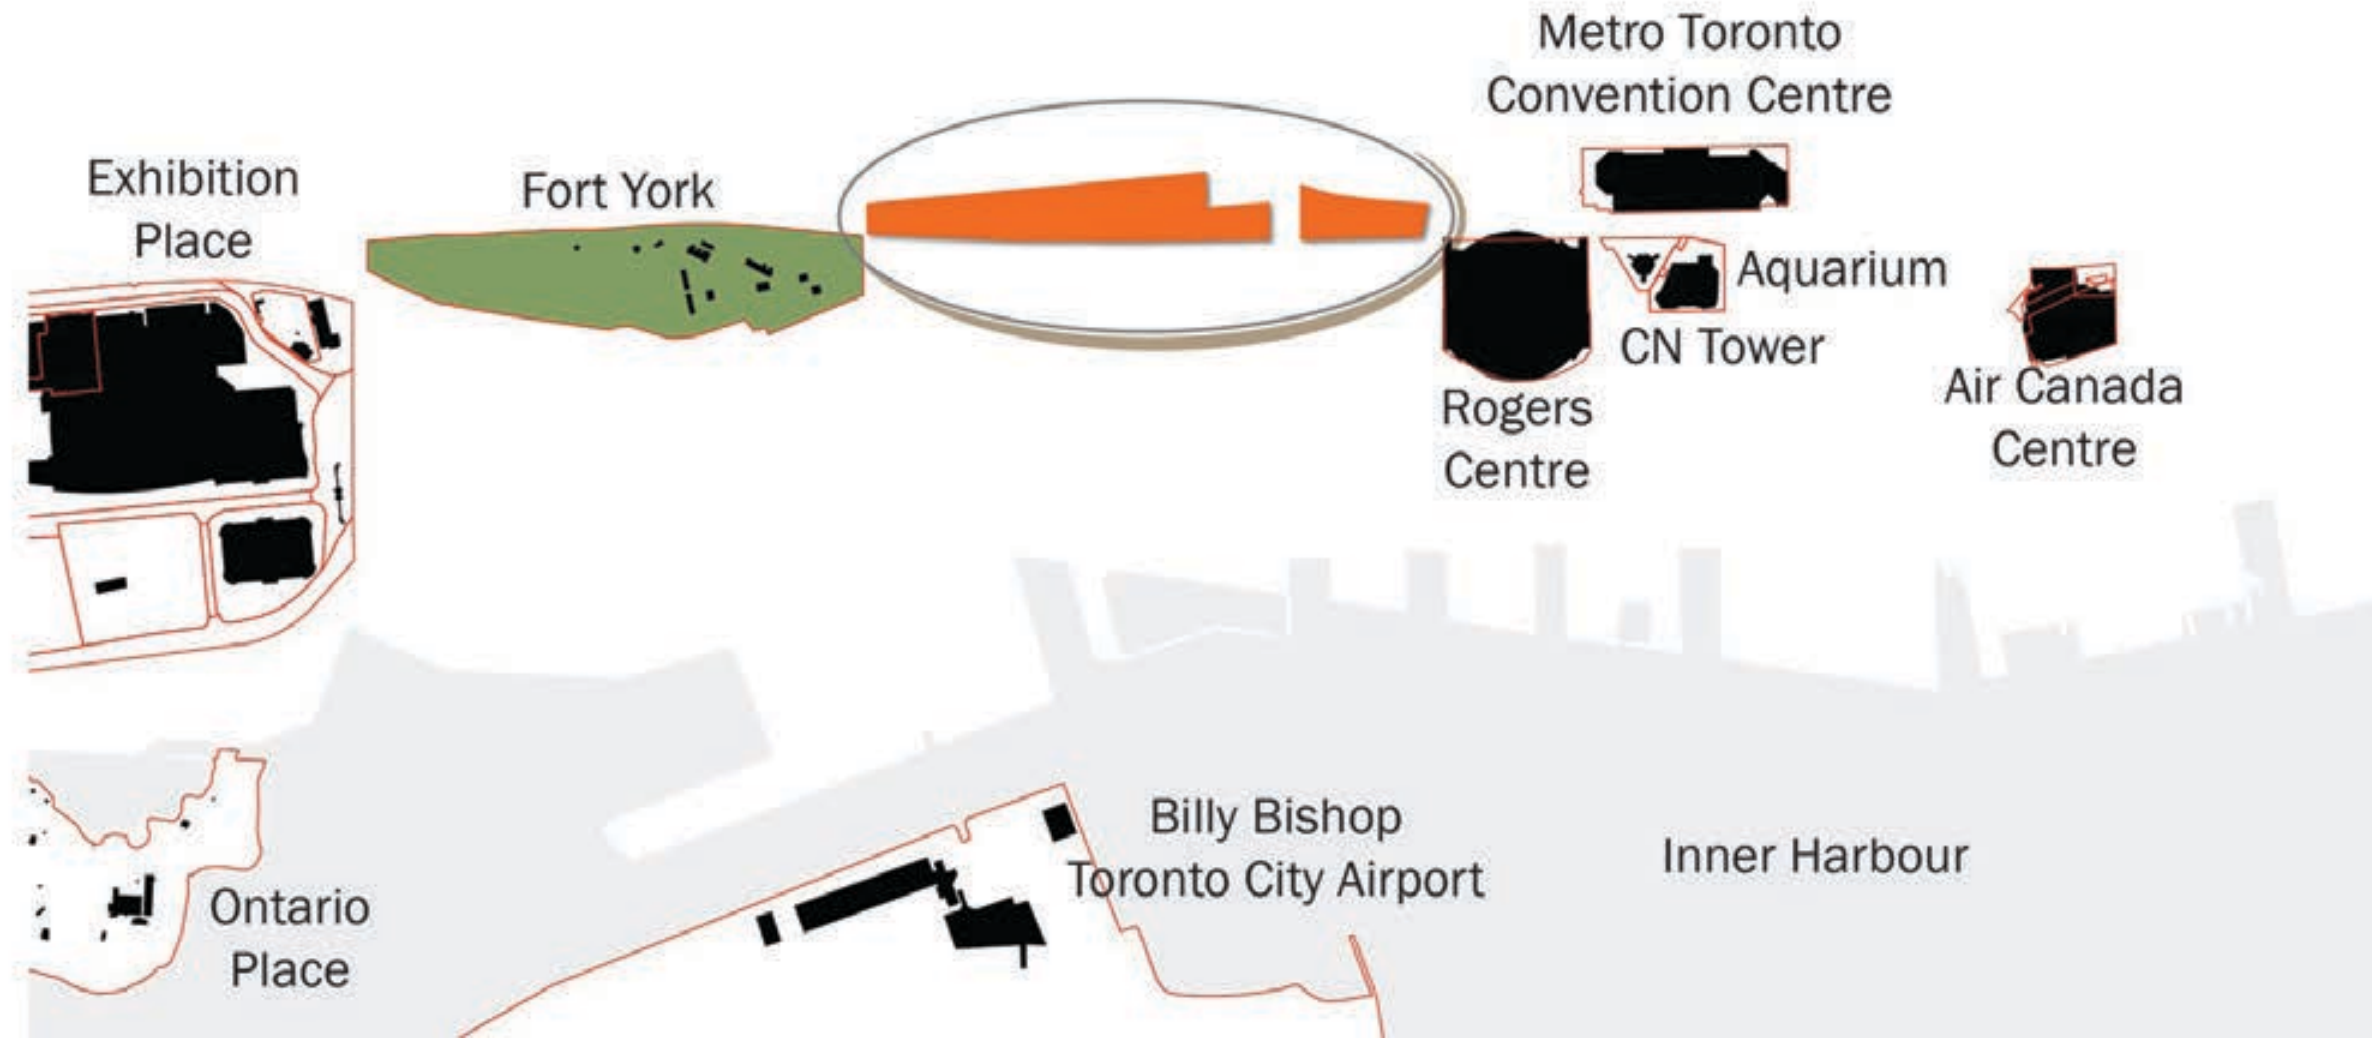 Metro Toronto
Convention Centre
Exhibition
Place
Fort York
Aquarium
CN Tower
Rogers
Centre
Air Canada
Centre
Billy Bishop
Toronto City Airport
Inner Harbour
Ontario
Place